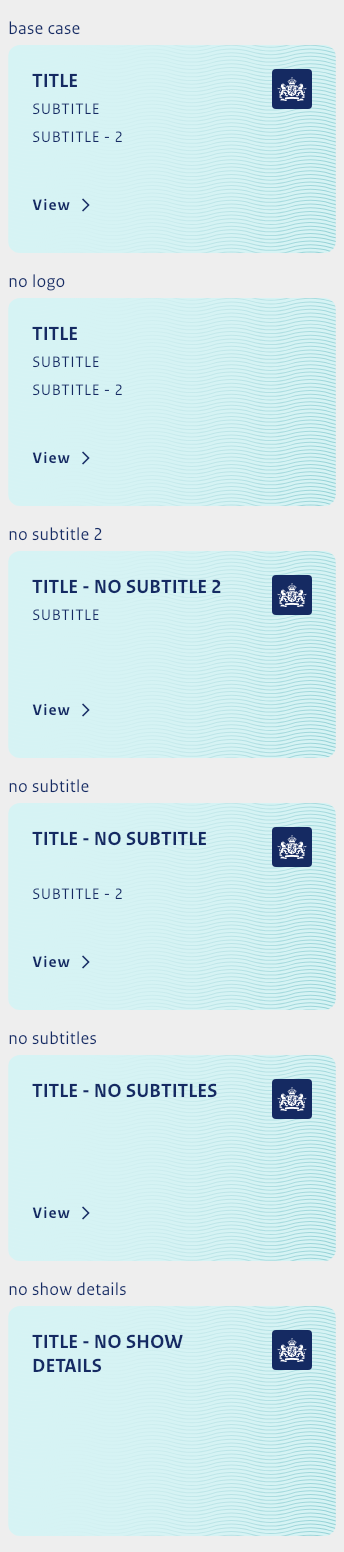 base case
TITLE
SUBTITLE
SUBTITLE - 2
View
no logo
TITLE
SUBTITLE
SUBTITLE - 2
View
no subtitle 2
TITLE - NO SUBTITLE 2
SUBTITLE
View
no subtitle
TITLE - NO SUBTITLE
SUBTITLE - 2
View
no subtitles
TITLE - NO SUBTITLES
View
no show details
TITLE - NO SHOW
DETAILS